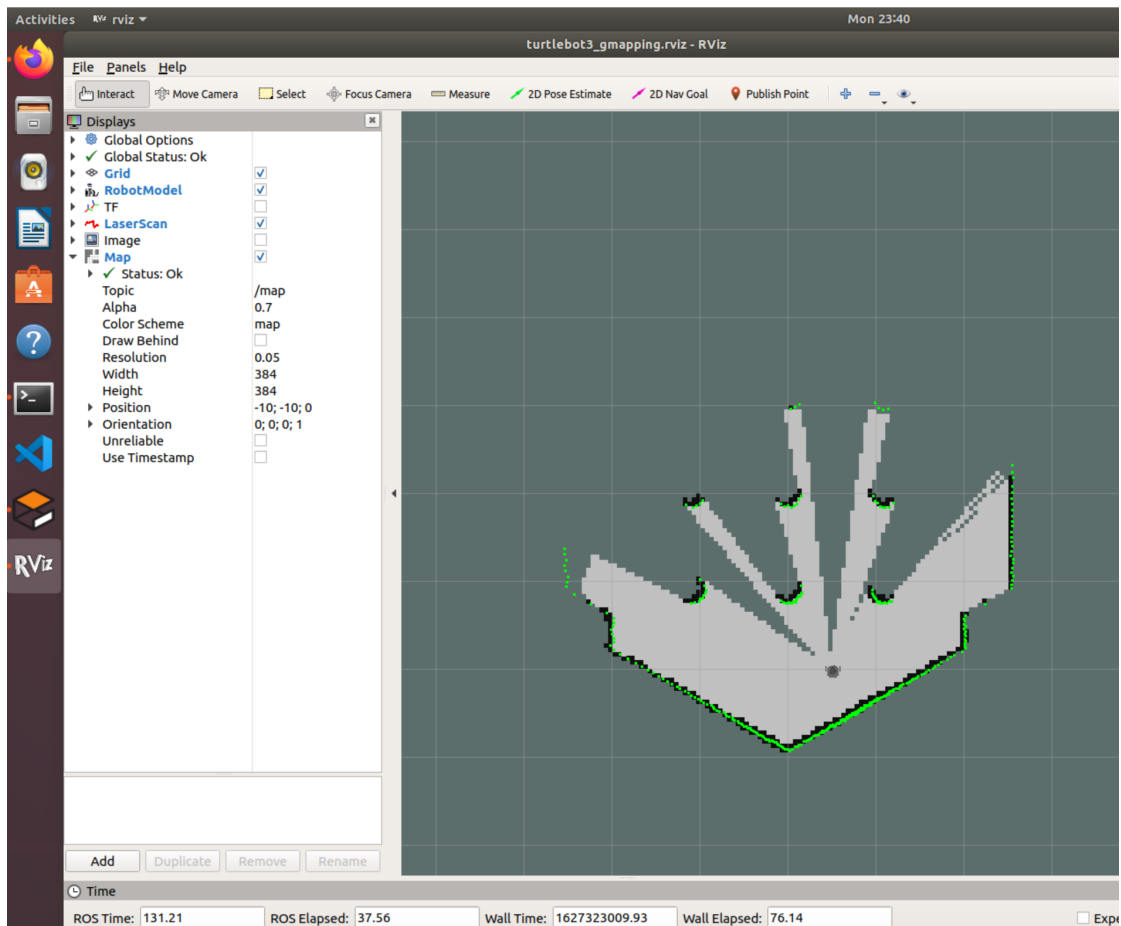 Activities RViz rviz Mon 23:40
turtlebot3_gmapping.rviz - RViz
File Panels Help
Interact Move Camera Select Focus Camera Measure 2D Pose Estimate 2D Nav Goal Publish Point
Displays
Global Options
Global Status: Ok
Grid
RobotModel
TF
LaserScan
Image
Map
Status: Ok
Topic /map
Alpha 0.7
Color Scheme map
Draw Behind
Resolution 0.05
Width 384
Height 384
Position -10; -10; 0
Orientation 0; 0; 0; 1
Unreliable
Use Timestamp
RViz
Add Duplicate Remove Rename
Time
ROS Time: 131.21 ROS Elapsed: 37.56 Wall Time: 1627323009.93 Wall Elapsed: 76.14 Expe